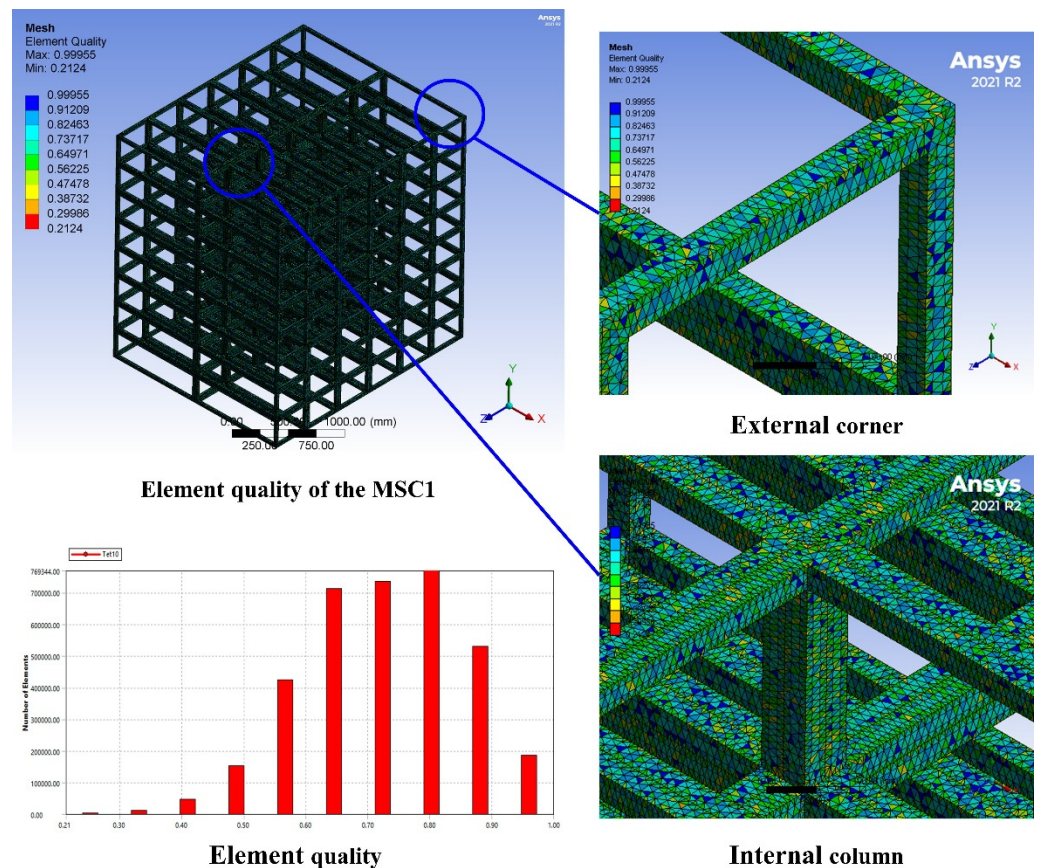 Mesh
Element Quality
Max: 0.99955
Min: 0.2124
0.99955
0.91209
0.82463
0.73717
0.64971
0.56225
0.47478
0.38732
0.29986
0.2124
Ansys
2021 R2
Y
Z
X
0.00
1000.00 (mm)
250.00
750.00
Element quality of the MSC1
Mesh
Element Quality
Max: 0.99955
Min: 0.2124
0.99955
0.91209
0.82463
0.73717
0.64971
0.56225
0.47478
0.38732
0.29986
0.2124
Ansys
2021 R2
Y
Z
X
External corner
Tet10
769344.00
700000.00
600000.00
500000.00
400000.00
300000.00
200000.00
100000.00
0.00
Number of Elements
0.21
0.30
0.40
0.50
0.60
0.70
0.80
0.90
1.00
Element quality
Ansys
2021 R2
Internal column